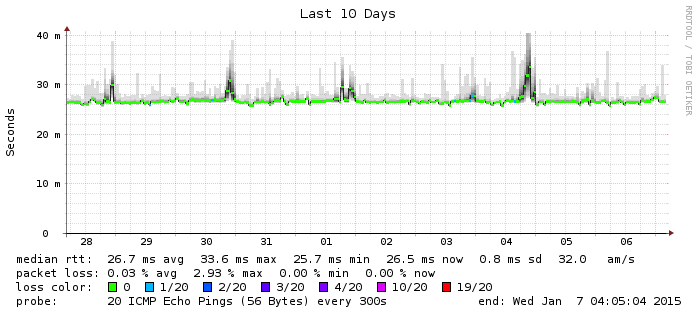 Last 10 Days
RRDTOOL / TOBI OETIKER
Seconds
40 m
30 m
20 m
10 m
0
28 29 30 31 01 02 03 04 05 06
median rtt: 26.7 ms avg 33.6 ms max 25.7 ms min 26.5 ms now 0.8 ms sd 32.0 am/s
packet loss: 0.03 % avg 2.93 % max 0.00 % min 0.00 % now
loss color: 0 1/20 2/20 3/20 4/20 10/20 19/20
probe: 20 ICMP Echo Pings (56 Bytes) every 300s end: Wed Jan 7 04:05:04 2015